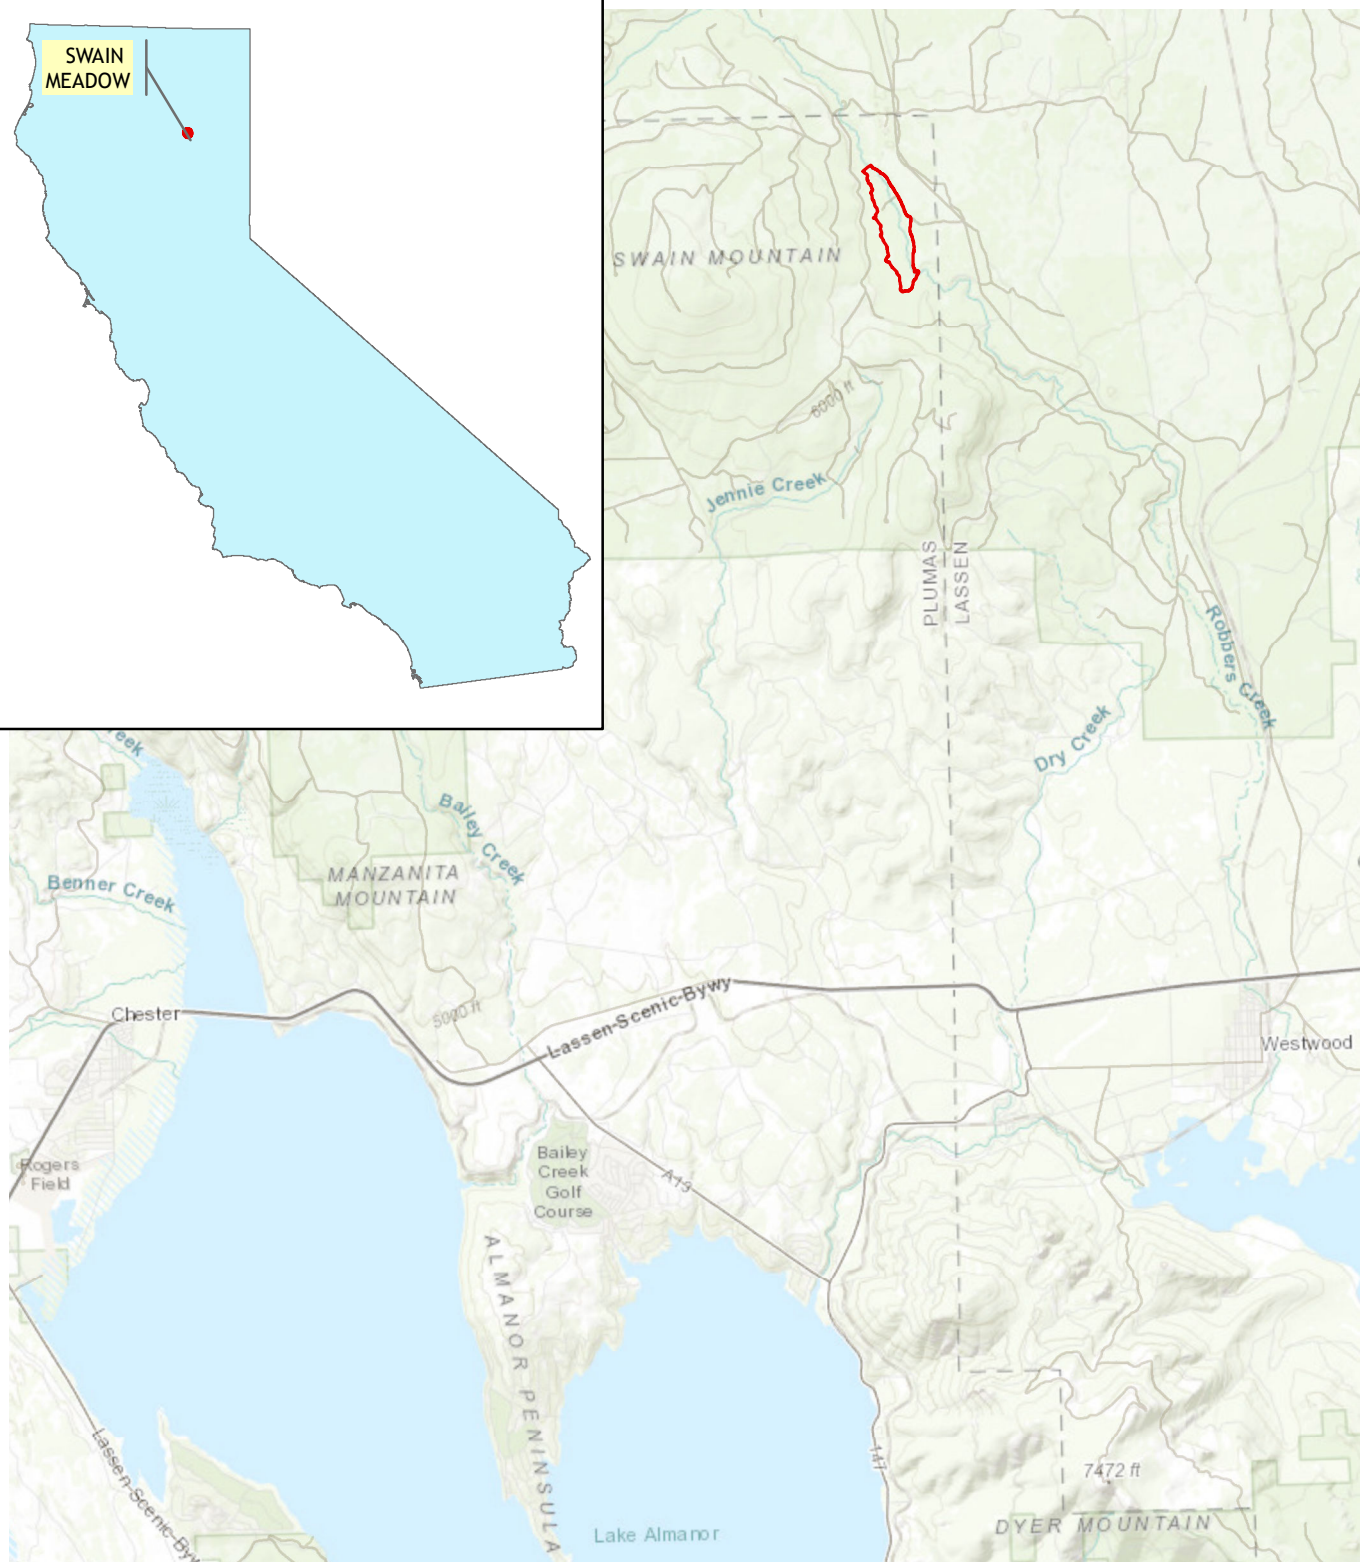 SWAIN
MEADOW
SWAIN MOUNTAIN
6000 ft
Jennie Creek
PLUMAS
LASSEN
Robbers Creek
Dry Creek
reek
Bailey Creek
MANZANITA
MOUNTAIN
Benner Creek
Lassen-Scenic-Bywy
5000 ft
Chester
Westwood
Bailey
Creek
Golf
Course
Rogers
Field
A13
ALMANOR PENINSULA
147
7472 ft
Lassen-Scenic-Byw
DYER MOUNTAIN
Lake Almanor